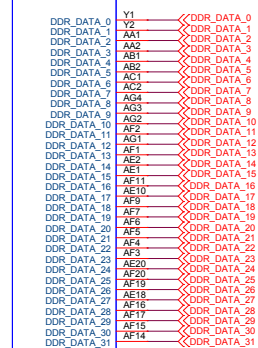 DDR_DATA_0 Y1 DDR_DATA_0
DDR_DATA_1 Y2 DDR_DATA_1
DDR_DATA_2 AA1 DDR_DATA_2
DDR_DATA_3 AA2 DDR_DATA_3
DDR_DATA_4 AB1 DDR_DATA_4
DDR_DATA_5 AB2 DDR_DATA_5
DDR_DATA_6 AC1 DDR_DATA_6
DDR_DATA_7 AC2 DDR_DATA_7
DDR_DATA_8 AG4 DDR_DATA_8
DDR_DATA_9 AG3 DDR_DATA_9
DDR_DATA_10 AG2 DDR_DATA_10
DDR_DATA_11 AF2 DDR_DATA_11
DDR_DATA_12 AG1 DDR_DATA_12
DDR_DATA_13 AF1 DDR_DATA_13
DDR_DATA_14 AE2 DDR_DATA_14
DDR_DATA_15 AE1 DDR_DATA_15
DDR_DATA_16 AF11 DDR_DATA_16
DDR_DATA_17 AE10 DDR_DATA_17
DDR_DATA_18 AF9 DDR_DATA_18
DDR_DATA_19 AF7 DDR_DATA_19
DDR_DATA_20 AF6 DDR_DATA_20
DDR_DATA_21 AF5 DDR_DATA_21
DDR_DATA_22 AF4 DDR_DATA_22
DDR_DATA_23 AF3 DDR_DATA_23
DDR_DATA_24 AE20 DDR_DATA_24
DDR_DATA_25 AF20 DDR_DATA_25
DDR_DATA_26 AF19 DDR_DATA_26
DDR_DATA_27 AE18 DDR_DATA_27
DDR_DATA_28 AF16 DDR_DATA_28
DDR_DATA_29 AF17 DDR_DATA_29
DDR_DATA_30 AF15 DDR_DATA_30
DDR_DATA_31 AF14 DDR_DATA_31